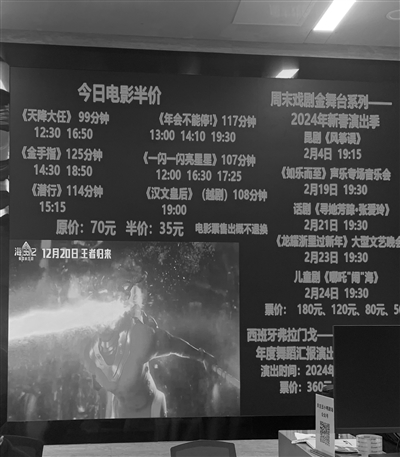 今日电影半价
《天降大任》99分钟
12:30 16:50
《年会不能停!》117分钟
13:00 14:10 19:30
《金手指》125分钟
14:30 18:50
《一闪一闪亮星星》107分钟
12:00 16:30 17:25
《潜行》114分钟
15:15
《汉文皇后》(越剧)108分钟
19:00
原价:70元 半价:35元 电影票售出概不退换
海王2
12月20日 王者归来
周末戏剧金舞台系列——
2024年新春演出季
昆剧《风筝误》
2月4日 19:15
《如乐而至》声乐专场音乐会
2月19日 19:30
话剧《寻她芳踪·张爱玲》
2月21日 19:30
《龙腾浙里过新年》大型文艺晚会
2月23日 19:30
儿童剧《哪吒“闹”海》
2月24日 19:30
票价: 180元、120元、80元、50
西班牙弗拉门戈——
年度舞蹈汇报演出
演出时间:2024年
票价:360元